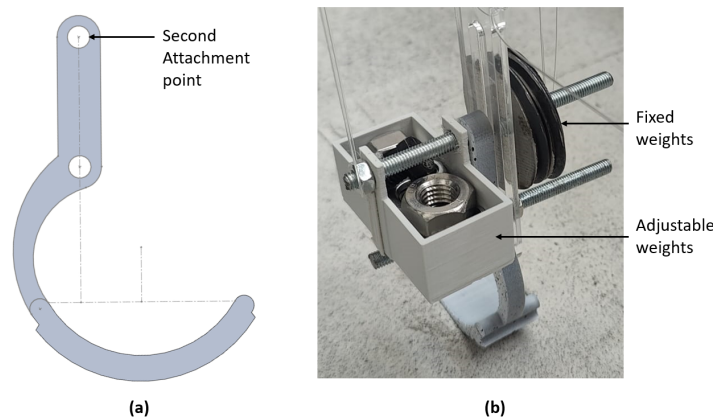 Second
Attachment
point
Fixed
weights
Adjustable
weights
(a)
(b)